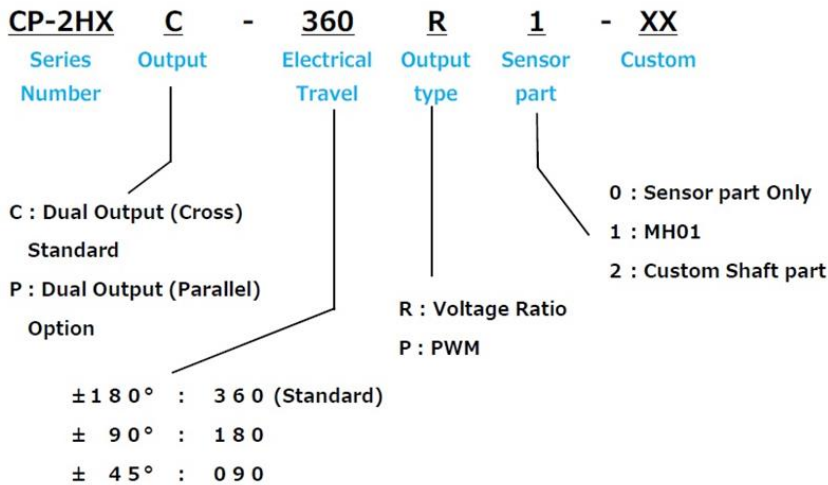 CP-2HX C - 360 R 1 - XX
Series Number Output Electrical Travel Output type Sensor part Custom
C : Dual Output (Cross)
Standard
P : Dual Output (Parallel)
Option
±180° : 360 (Standard)
± 90° : 180
± 45° : 090
R : Voltage Ratio
P : PWM
0 : Sensor part Only
1 : MH01
2 : Custom Shaft part